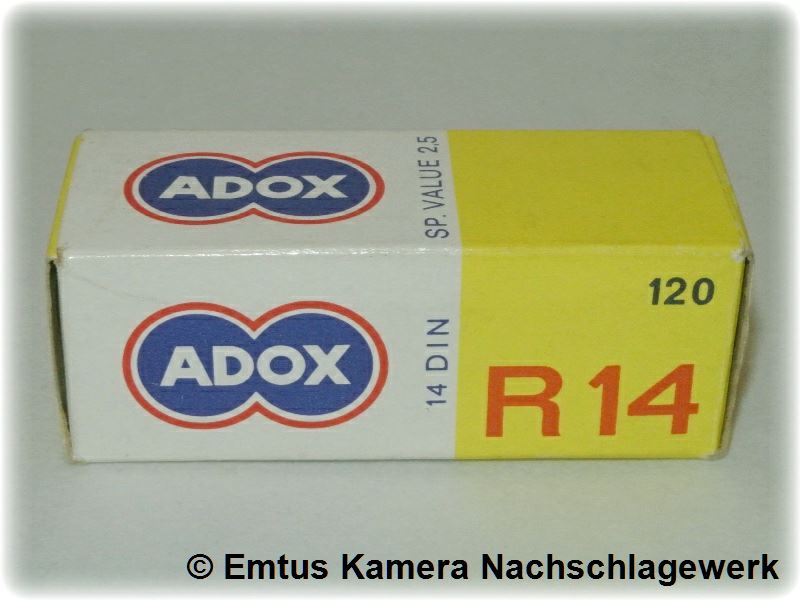 ADOX
SP. VALUE 2,5
ADOX
14 DIN
120
R 14
© Emtus Kamera Nachschlagewerk